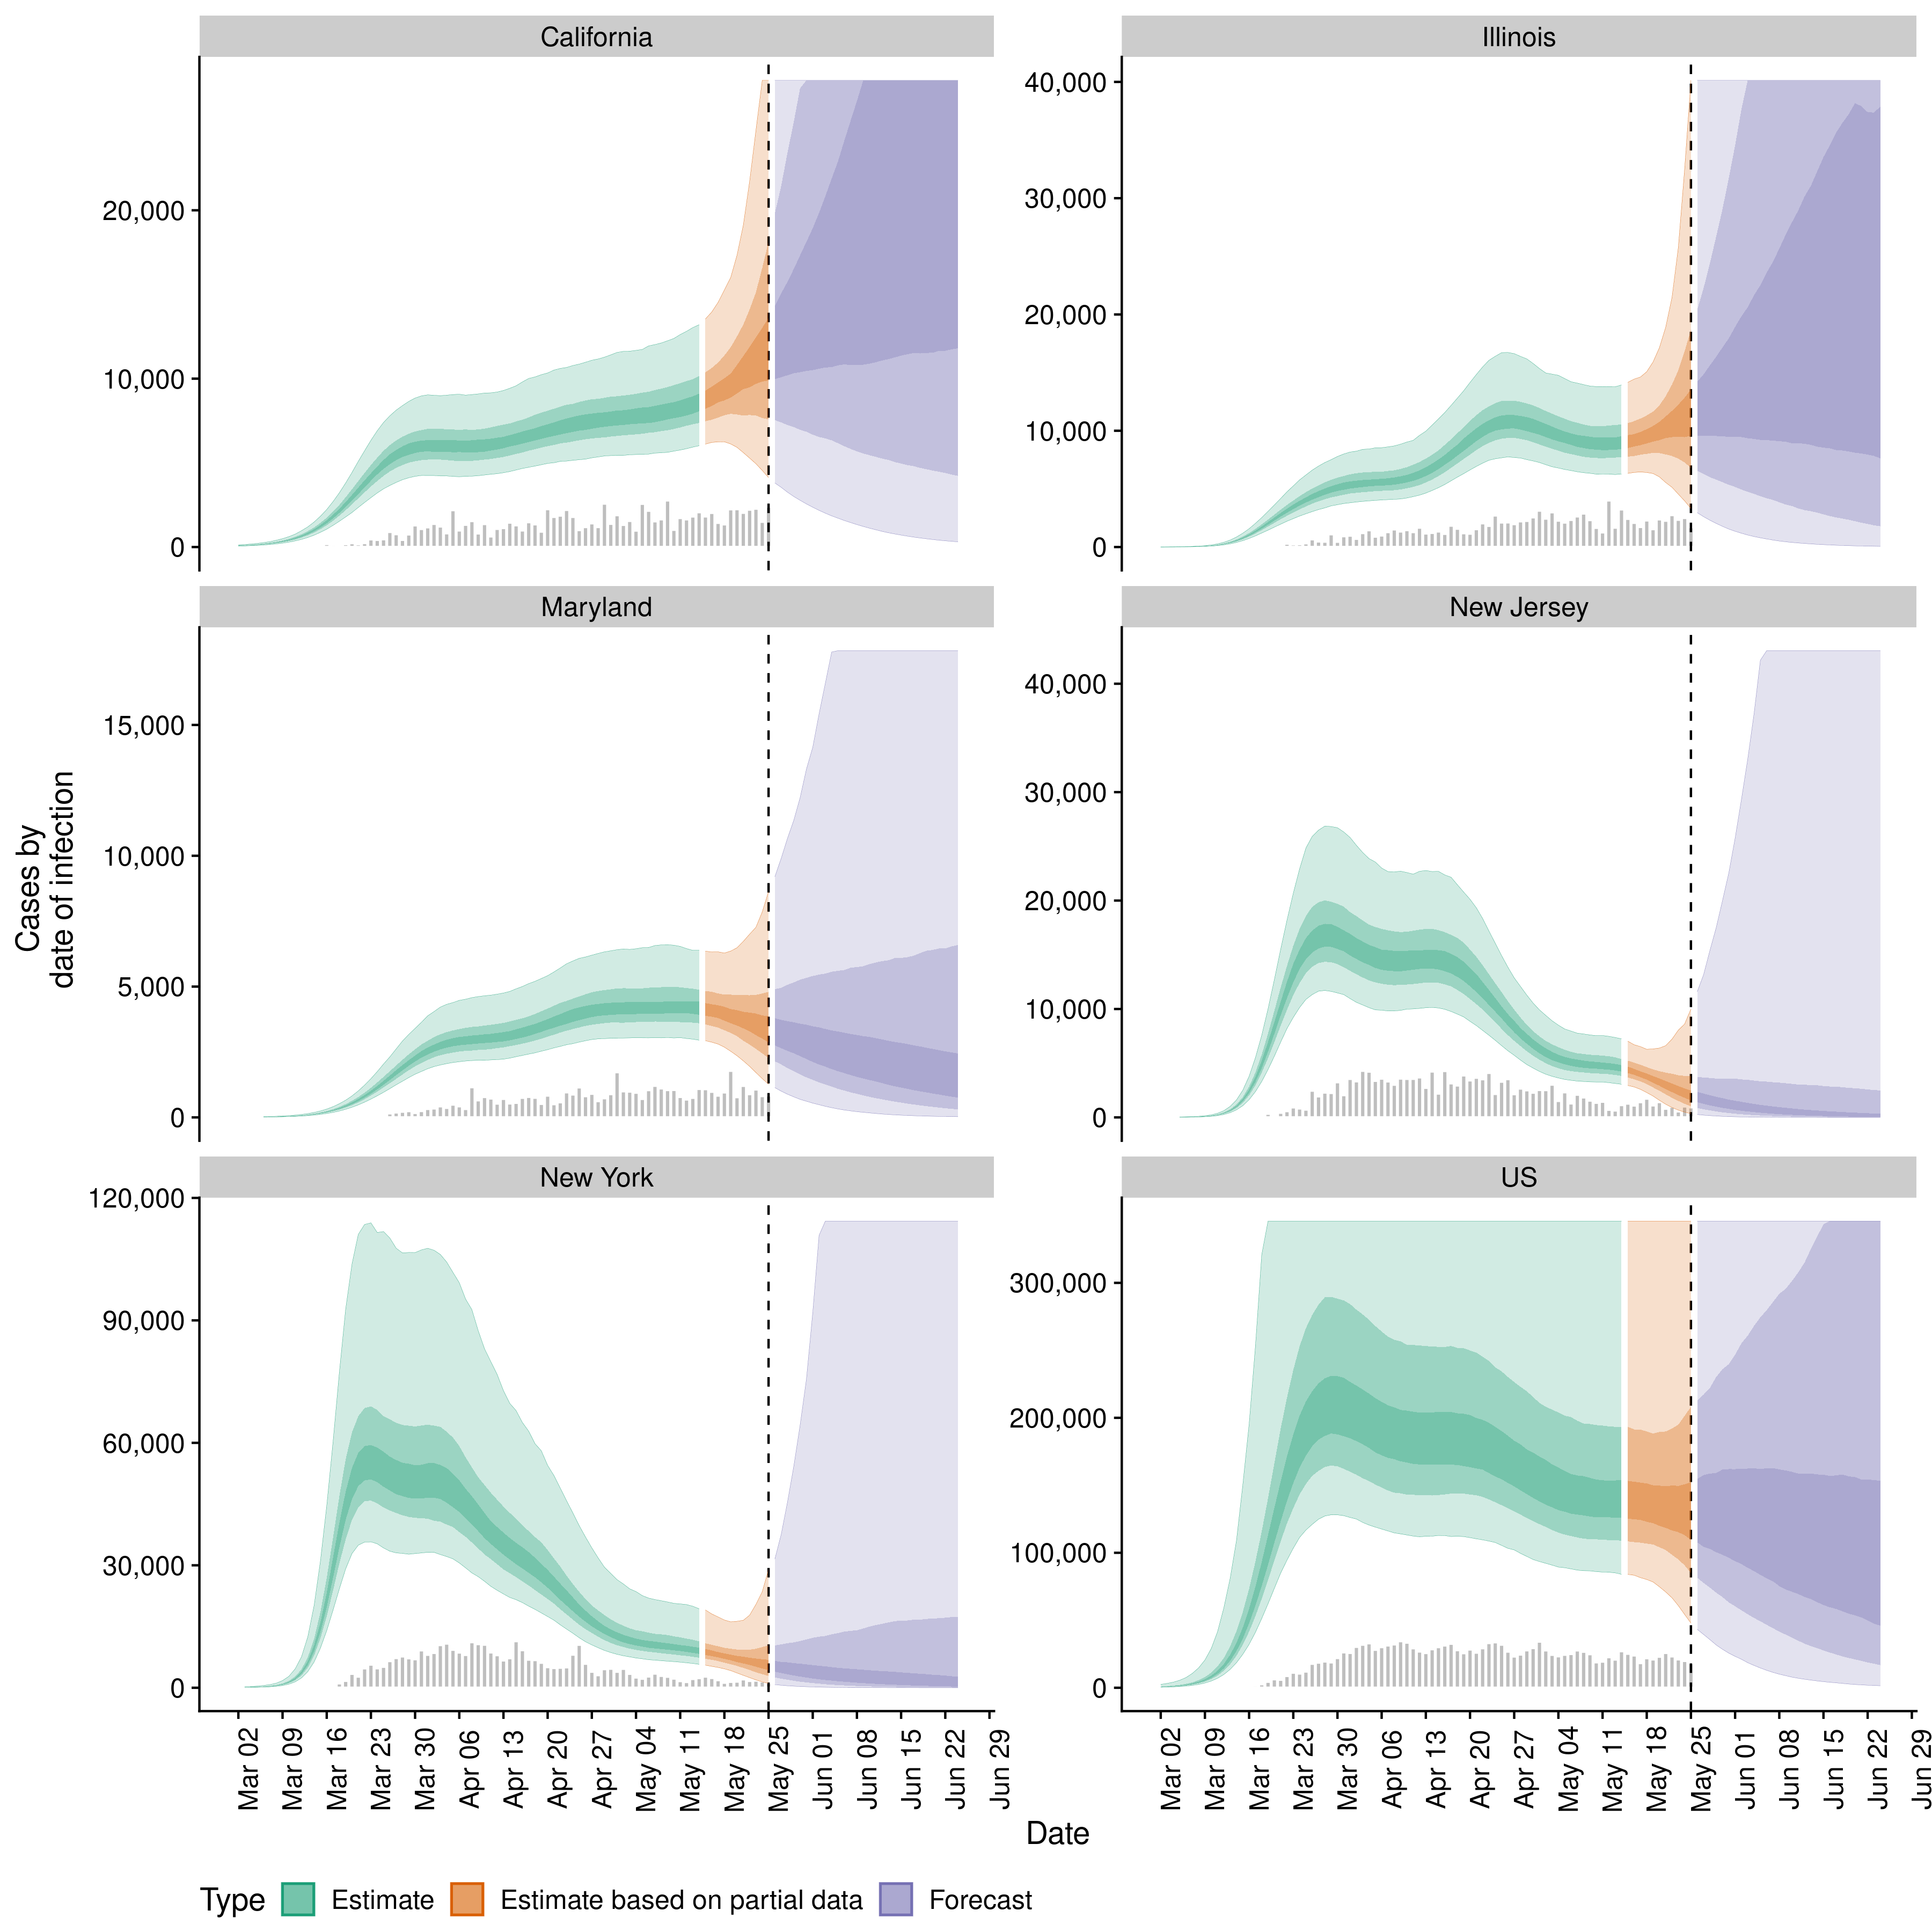 California
Illinois
20,000
10,000
0
40,000
30,000
20,000
10,000
0
Maryland
New Jersey
15,000
10,000
5,000
0
40,000
30,000
20,000
10,000
0
Cases by
date of infection
New York
US
120,000
90,000
60,000
30,000
0
300,000
200,000
100,000
0
Mar 02
Mar 09
Mar 16
Mar 23
Mar 30
Apr 06
Apr 13
Apr 20
Apr 27
May 04
May 11
May 18
May 25
Jun 01
Jun 08
Jun 15
Jun 22
Jun 29
Mar 02
Mar 09
Mar 16
Mar 23
Mar 30
Apr 06
Apr 13
Apr 20
Apr 27
May 04
May 11
May 18
May 25
Jun 01
Jun 08
Jun 15
Jun 22
Jun 29
Date
Type Estimate Estimate based on partial data Forecast